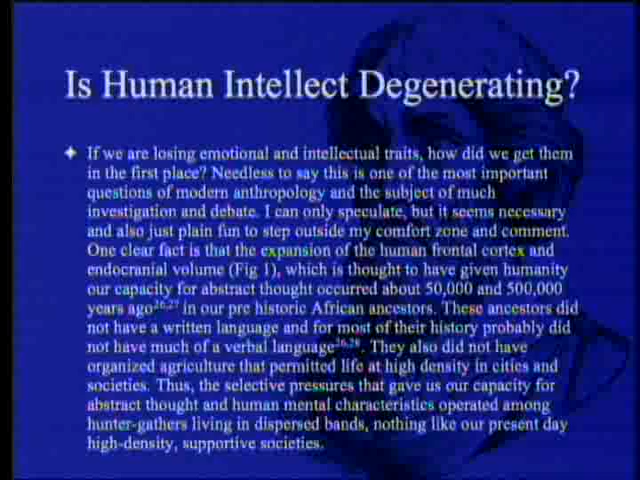 Is Human Intellect Degenerating?
If we are losing emotional and intellectual traits, how did we get them
in the first place? Needless to say this is one of the most important
questions of modern anthropology and the subject of much
investigation and debate. I can only speculate, but it seems necessary
and also just plain fun to step outside my comfort zone and comment.
One clear fact is that the expansion of the human frontal cortex and
endocranial volume (Fig 1), which is thought to have given humanity
our capacity for abstract thought occurred about 50,000 and 500,000
years ago26,27 in our pre historic African ancestors. These ancestors did
not have a written language and for most of their history probably did
not have much of a verbal language26,28. They also did not have
organized agriculture that permitted life at high density in cities and
societies. Thus, the selective pressures that gave us our capacity for
abstract thought and human mental characteristics operated among
hunter-gathers living in dispersed bands, nothing like our present day
high-density, supportive societies.